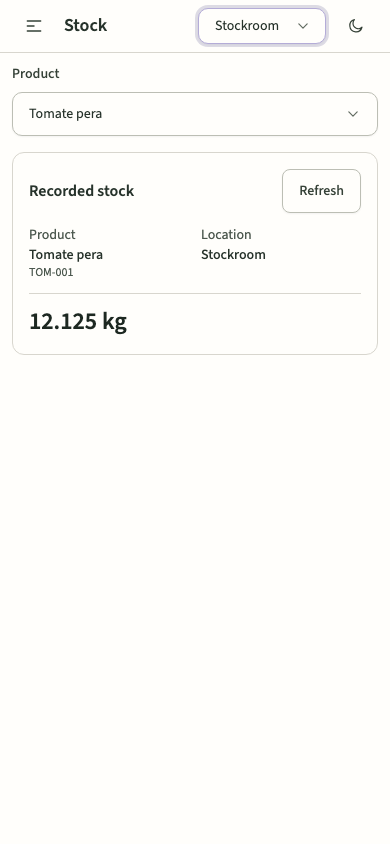 Stock
Stockroom
Product
Tomate pera
Recorded stock
Refresh
Product
Location
Tomate pera
Stockroom
TOM-001
12.125 kg